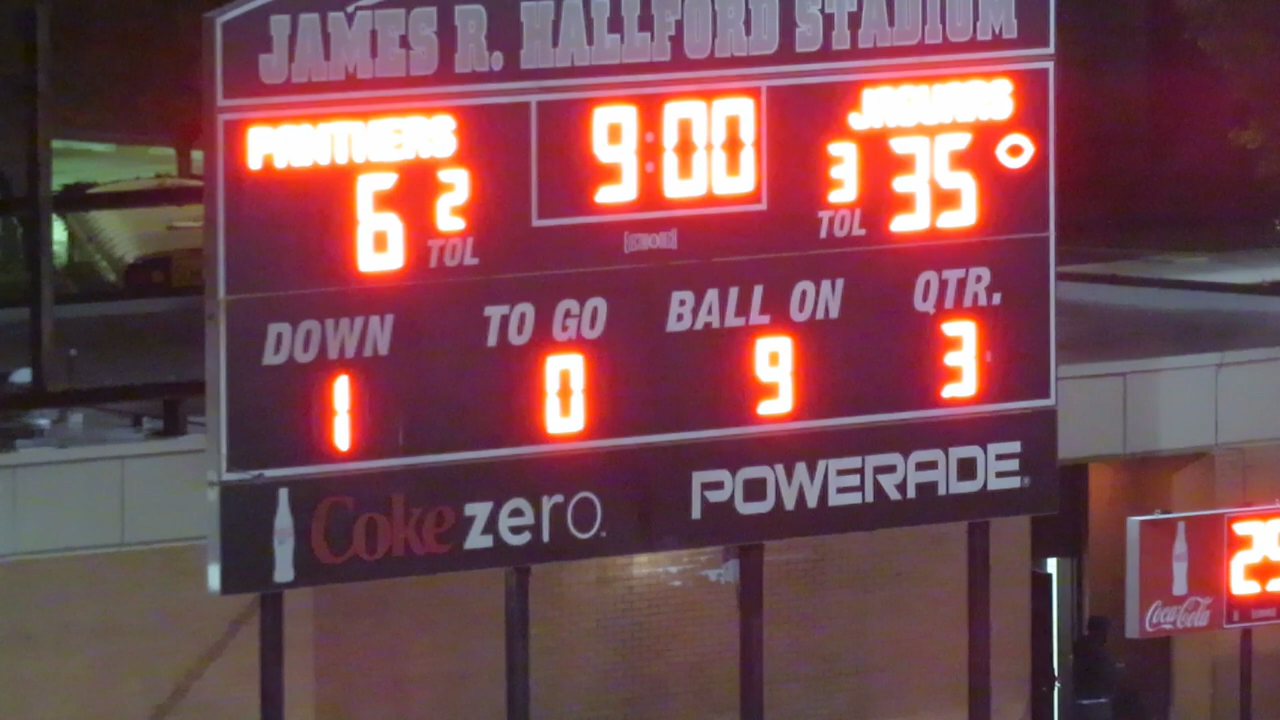 JAMES R. HALLFORD STADIUM
PANTHERS 9:00 JAGUARS
6 2 TOL 3 TOL 35
DOWN TO GO BALL ON QTR.
1 0 9 3
Coke zero POWERADE
Coca-Cola